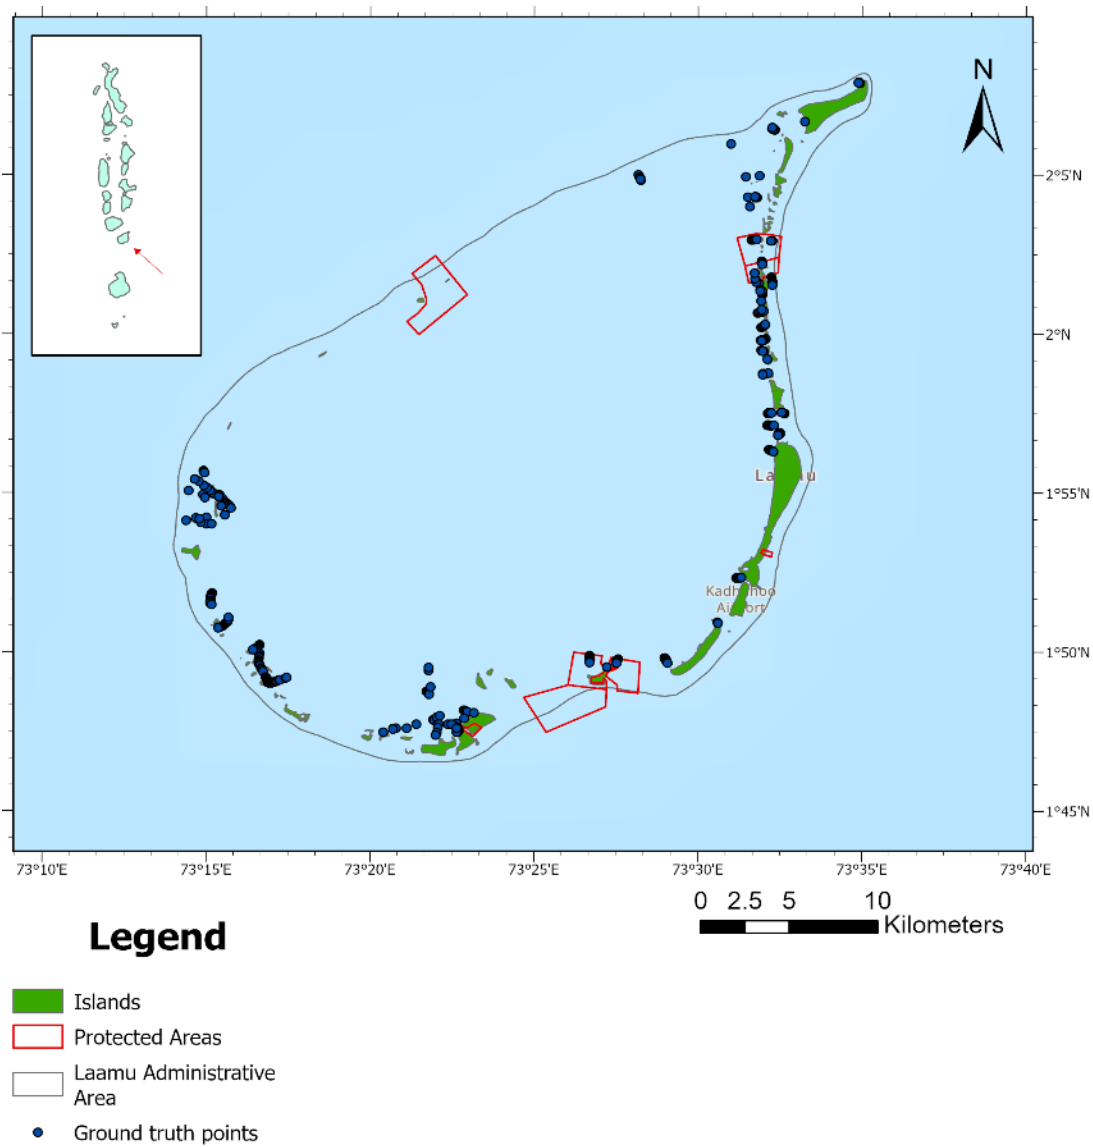 N
2°5'N
2°N
1°55'N
1°50'N
1°45'N
Kadhdhoo
Airport
73°10'E 73°15'E 73°20'E 73°25'E 73°30'E 73°35'E 73°40'E
0 2.5 5 10
Kilometers
Legend
Islands
Protected Areas
Laamu Administrative
Area
Ground truth points